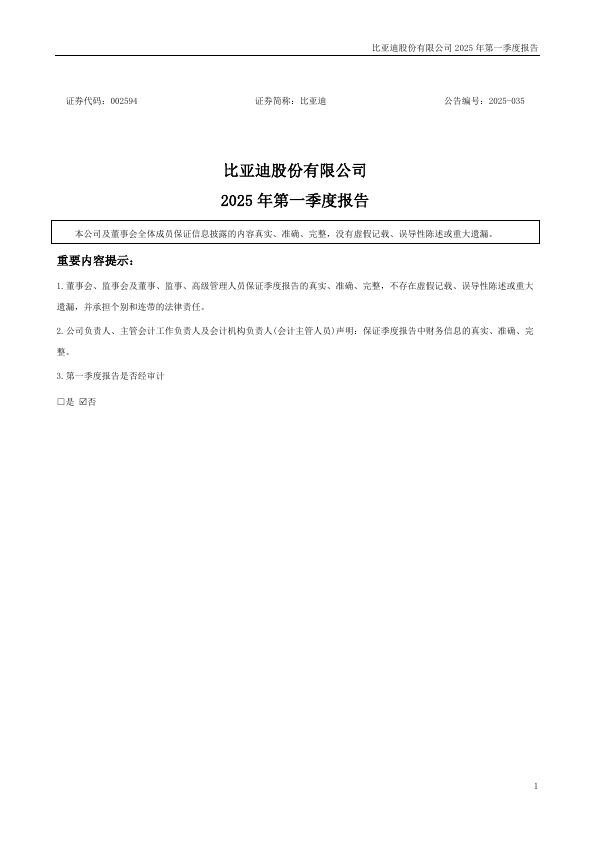 比亚迪股份有限公司 2025 年第一季度报告
证券代码：002594 证券简称：比亚迪 公告编号：2025-035
比亚迪股份有限公司
2025 年第一季度报告
本公司及董事会全体成员保证信息披露的内容真实、准确、完整，没有虚假记载、误导性陈述或重大遗漏。
重要内容提示：
1.董事会、监事会及董事、监事、高级管理人员保证季度报告的真实、准确、完整，不存在虚假记载、误导性陈述或重大
遗漏，并承担个别和连带的法律责任。
2.公司负责人、主管会计工作负责人及会计机构负责人(会计主管人员)声明：保证季度报告中财务信息的真实、准确、完
整。
3.第一季度报告是否经审计
□是 ☑否
1